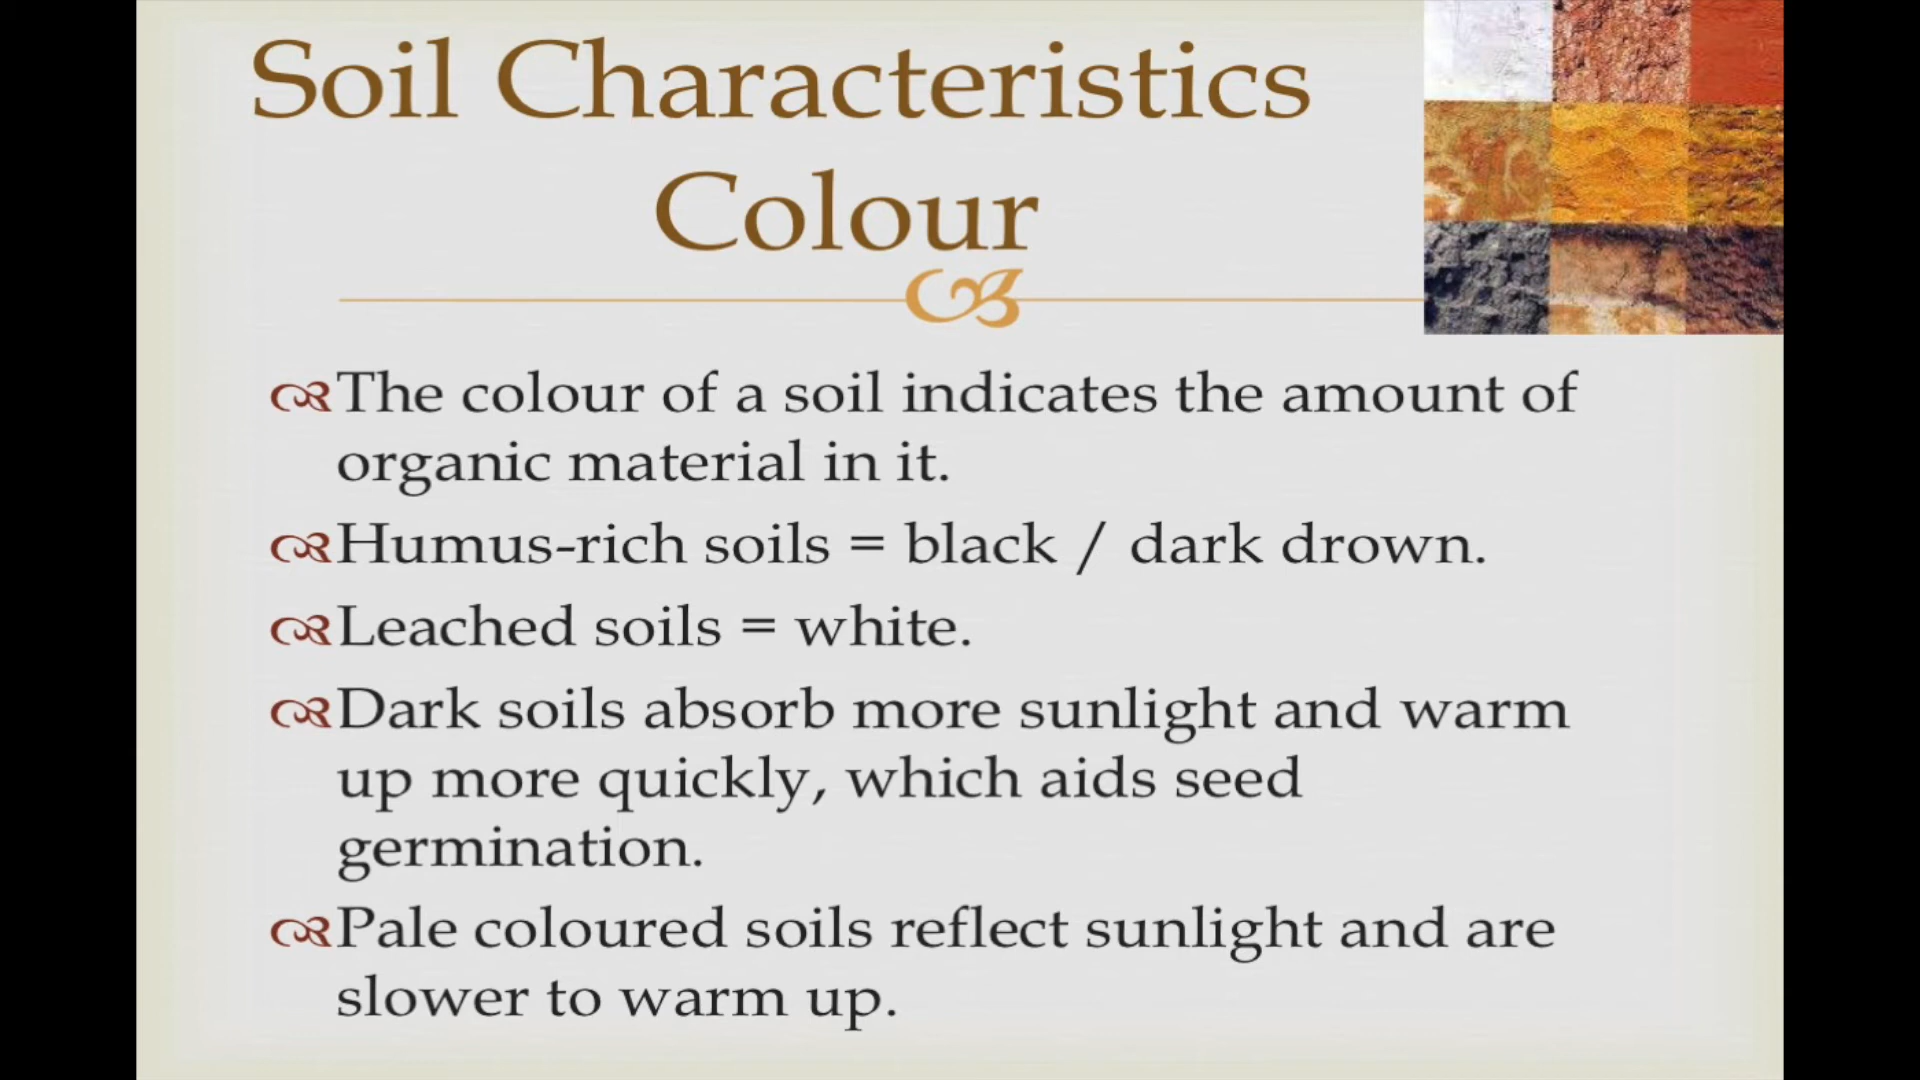 Soil Characteristics
Colour
The colour of a soil indicates the amount of
organic material in it.
Humus-rich soils = black / dark drown.
Leached soils = white.
Dark soils absorb more sunlight and warm
up more quickly, which aids seed
germination.
Pale coloured soils reflect sunlight and are
slower to warm up.